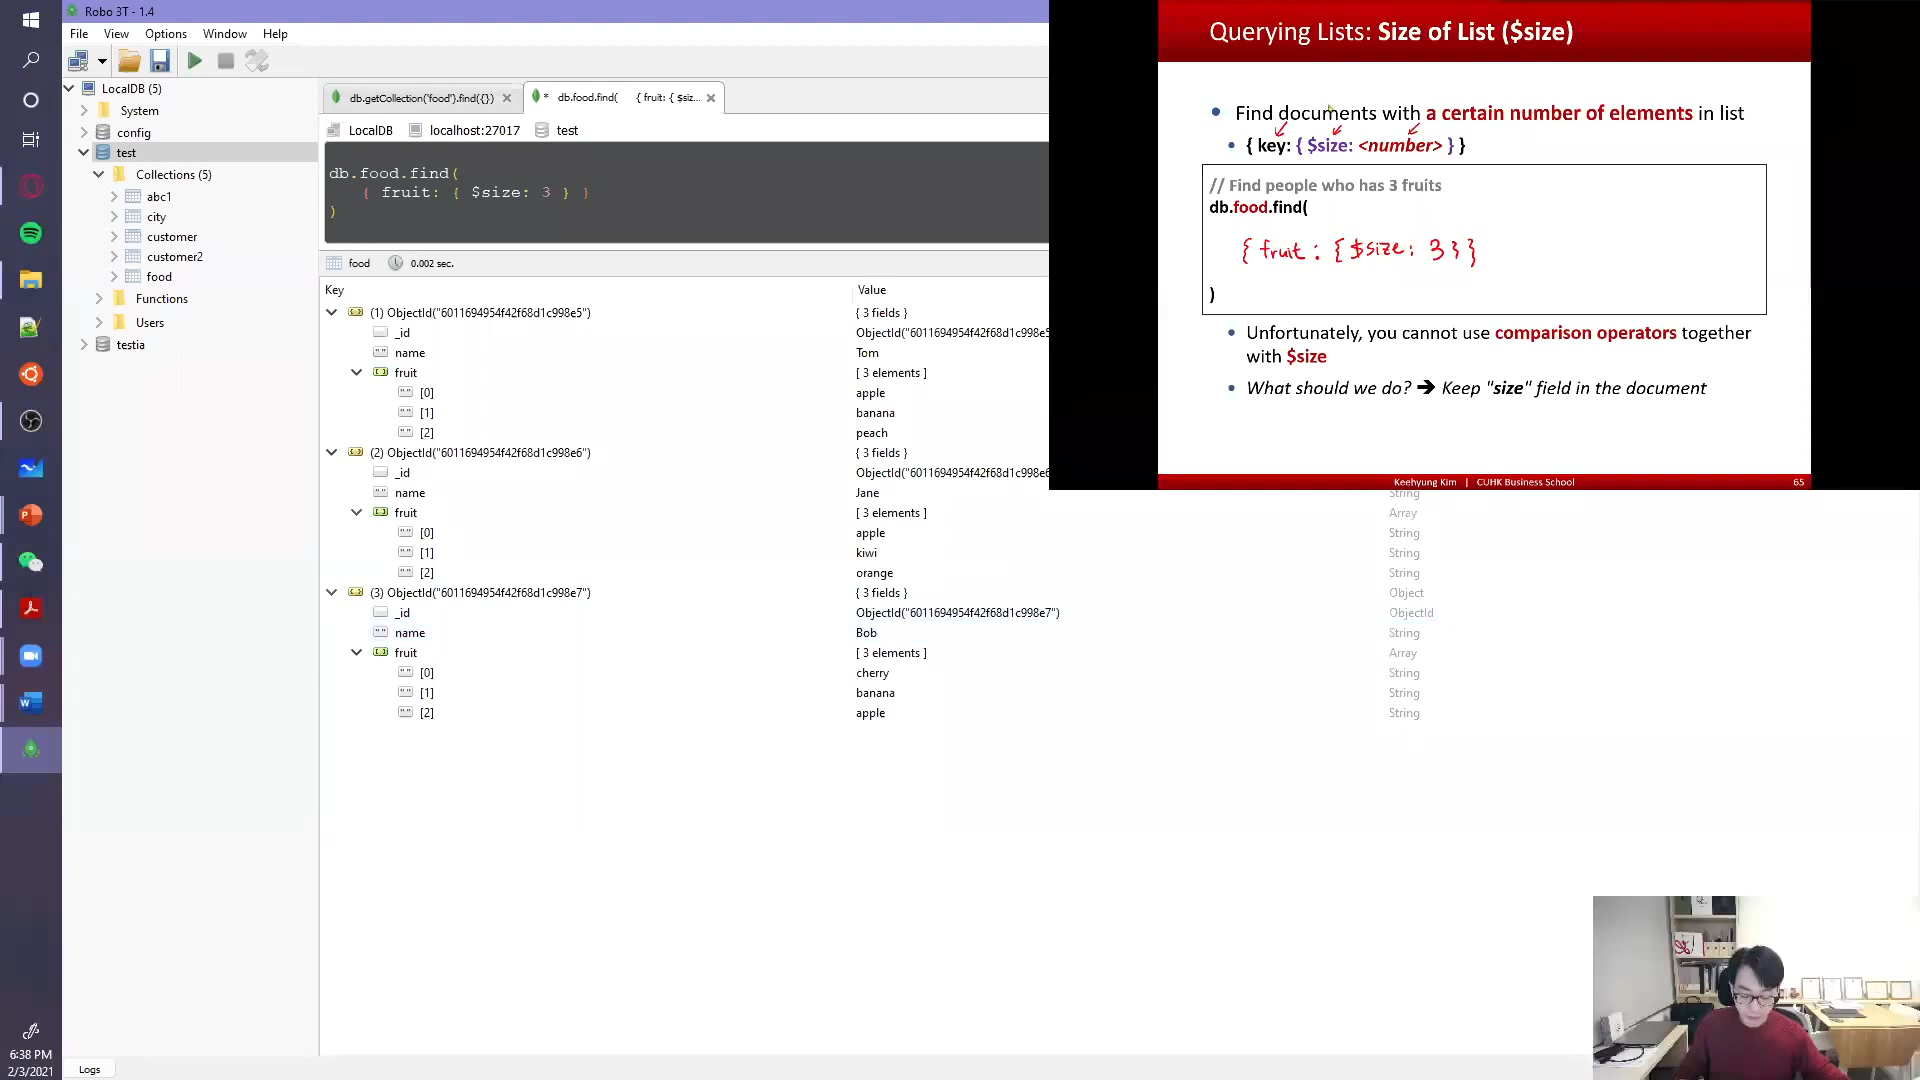 Robo 3T - 1.4
File View Options Window Help
LocalDB (5)
System
config
test
Collections (5)
abc1
city
customer
customer2
food
Functions
Users
testia
db.getCollection('food').find({})
* db.food.find( { fruit: { $siz...
LocalDB localhost:27017 test
db.food.find(
{ fruit: { $size: 3 } }
)
food 0.002 sec.
Key Value
(1) ObjectId("6011694954f42f68d1c998e5") { 3 fields }
_id ObjectId("6011694954f42f68d1c998e5
name Tom
fruit [ 3 elements ]
[0] apple
[1] banana
[2] peach
(2) ObjectId("6011694954f42f68d1c998e6") { 3 fields }
_id ObjectId("6011694954f42f68d1c998e6
name Jane String
fruit [ 3 elements ] Array
[0] apple String
[1] kiwi String
[2] orange String
(3) ObjectId("6011694954f42f68d1c998e7") { 3 fields } Object
_id ObjectId("6011694954f42f68d1c998e7") ObjectId
name Bob String
fruit [ 3 elements ] Array
[0] cherry String
[1] banana String
[2] apple String
Querying Lists: Size of List ($size)
Find documents with a certain number of elements in list
{ key: { $size: <number> } }
// Find people who has 3 fruits
db.food.find(
{ fruit : { $size: 3 } }
)
Unfortunately, you cannot use comparison operators together
with $size
What should we do? ➔ Keep "size" field in the document
Keehyung Kim | CUHK Business School 65
6:38 PM
2/3/2021
Logs